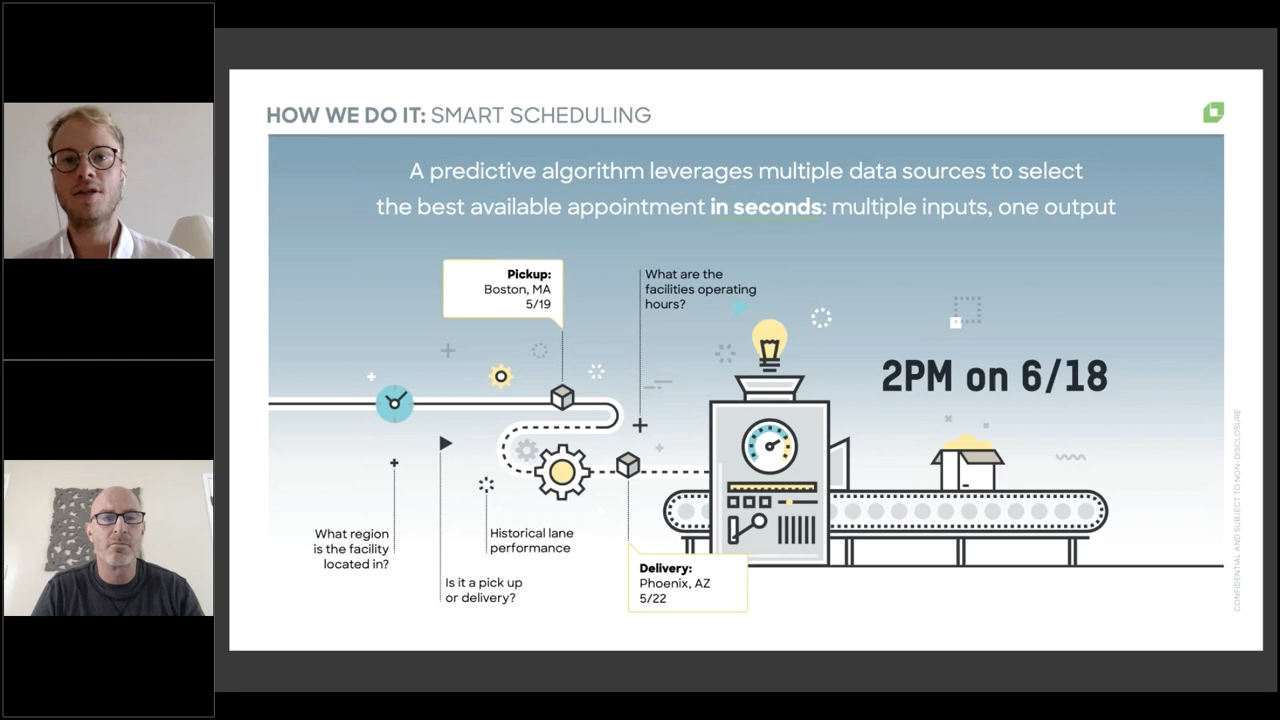 HOW WE DO IT: SMART SCHEDULING
A predictive algorithm leverages multiple data sources to select
the best available appointment in seconds: multiple inputs, one output
Pickup:
Boston, MA
5/19
What are the
facilities operating
hours?
2PM on 6/18
What region
is the facility
located in?
Historical lane
performance
Is it a pick up
or delivery?
Delivery:
Phoenix, AZ
5/22
CONFIDENTIAL AND SUBJECT TO NON-DISCLOSURE